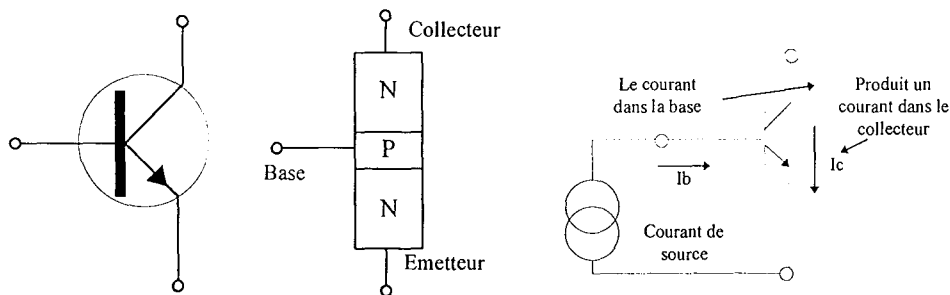 Collecteur
N
P
Base
N
Emetteur
Le courant
dans la base
Produit un
courant dans le
collecteur
Ib
Ic
Courant de
source